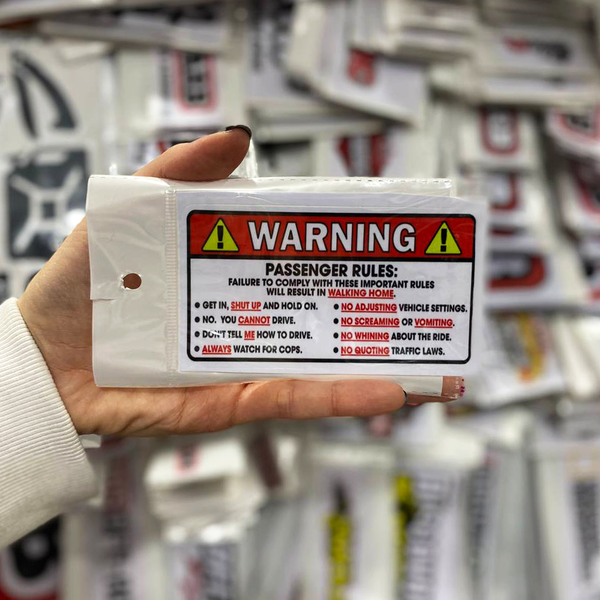 WARNING
PASSENGER RULES:
FAILURE TO COMPLY WITH THESE IMPORTANT RULES
WILL RESULT IN WALKING HOME.
• GET IN, SHUT UP AND HOLD ON.
• NO. YOU CANNOT DRIVE.
• DON'T TELL ME HOW TO DRIVE.
• ALWAYS WATCH FOR COPS.
• NO ADJUSTING VEHICLE SETTINGS.
• NO SCREAMING OR VOMITING.
• NO WHINING ABOUT THE RIDE.
• NO QUOTING TRAFFIC LAWS.